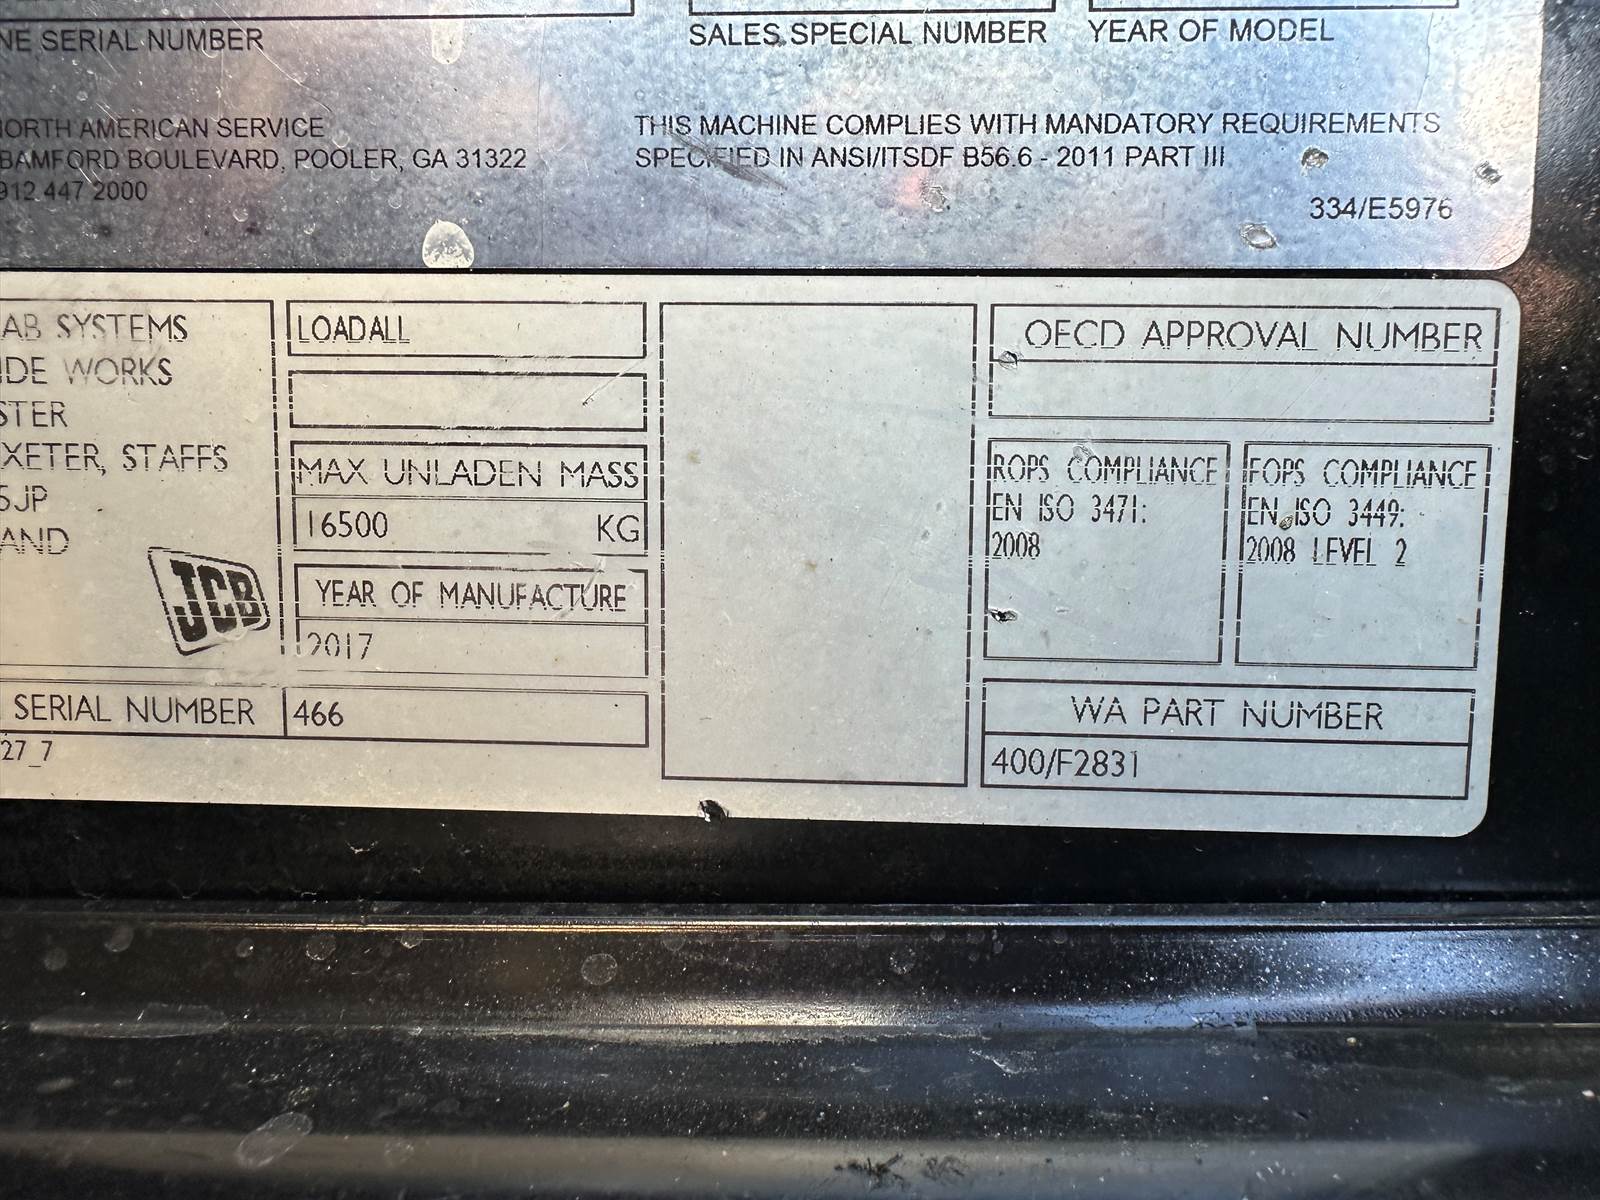 NE SERIAL NUMBER
SALES SPECIAL NUMBER
YEAR OF MODEL
NORTH AMERICAN SERVICE
BAMFORD BOULEVARD, POOLER, GA 31322
912 447 2000
THIS MACHINE COMPLIES WITH MANDATORY REQUIREMENTS
SPECIFIED IN ANSI/ITSDF B56.6 - 2011 PART III
334/E5976
AB SYSTEMS
IDE WORKS
STER
XETER, STAFFS
5JP
AND
JCB
SERIAL NUMBER
466
27_7
LOADALL
MAX UNLADEN MASS
16500 KG
YEAR OF MANUFACTURE
2017
OECD APPROVAL NUMBER
ROPS COMPLIANCE
EN ISO 3471:
2008
FOPS COMPLIANCE
EN ISO 3449:
2008 LEVEL 2
WA PART NUMBER
400/F2831